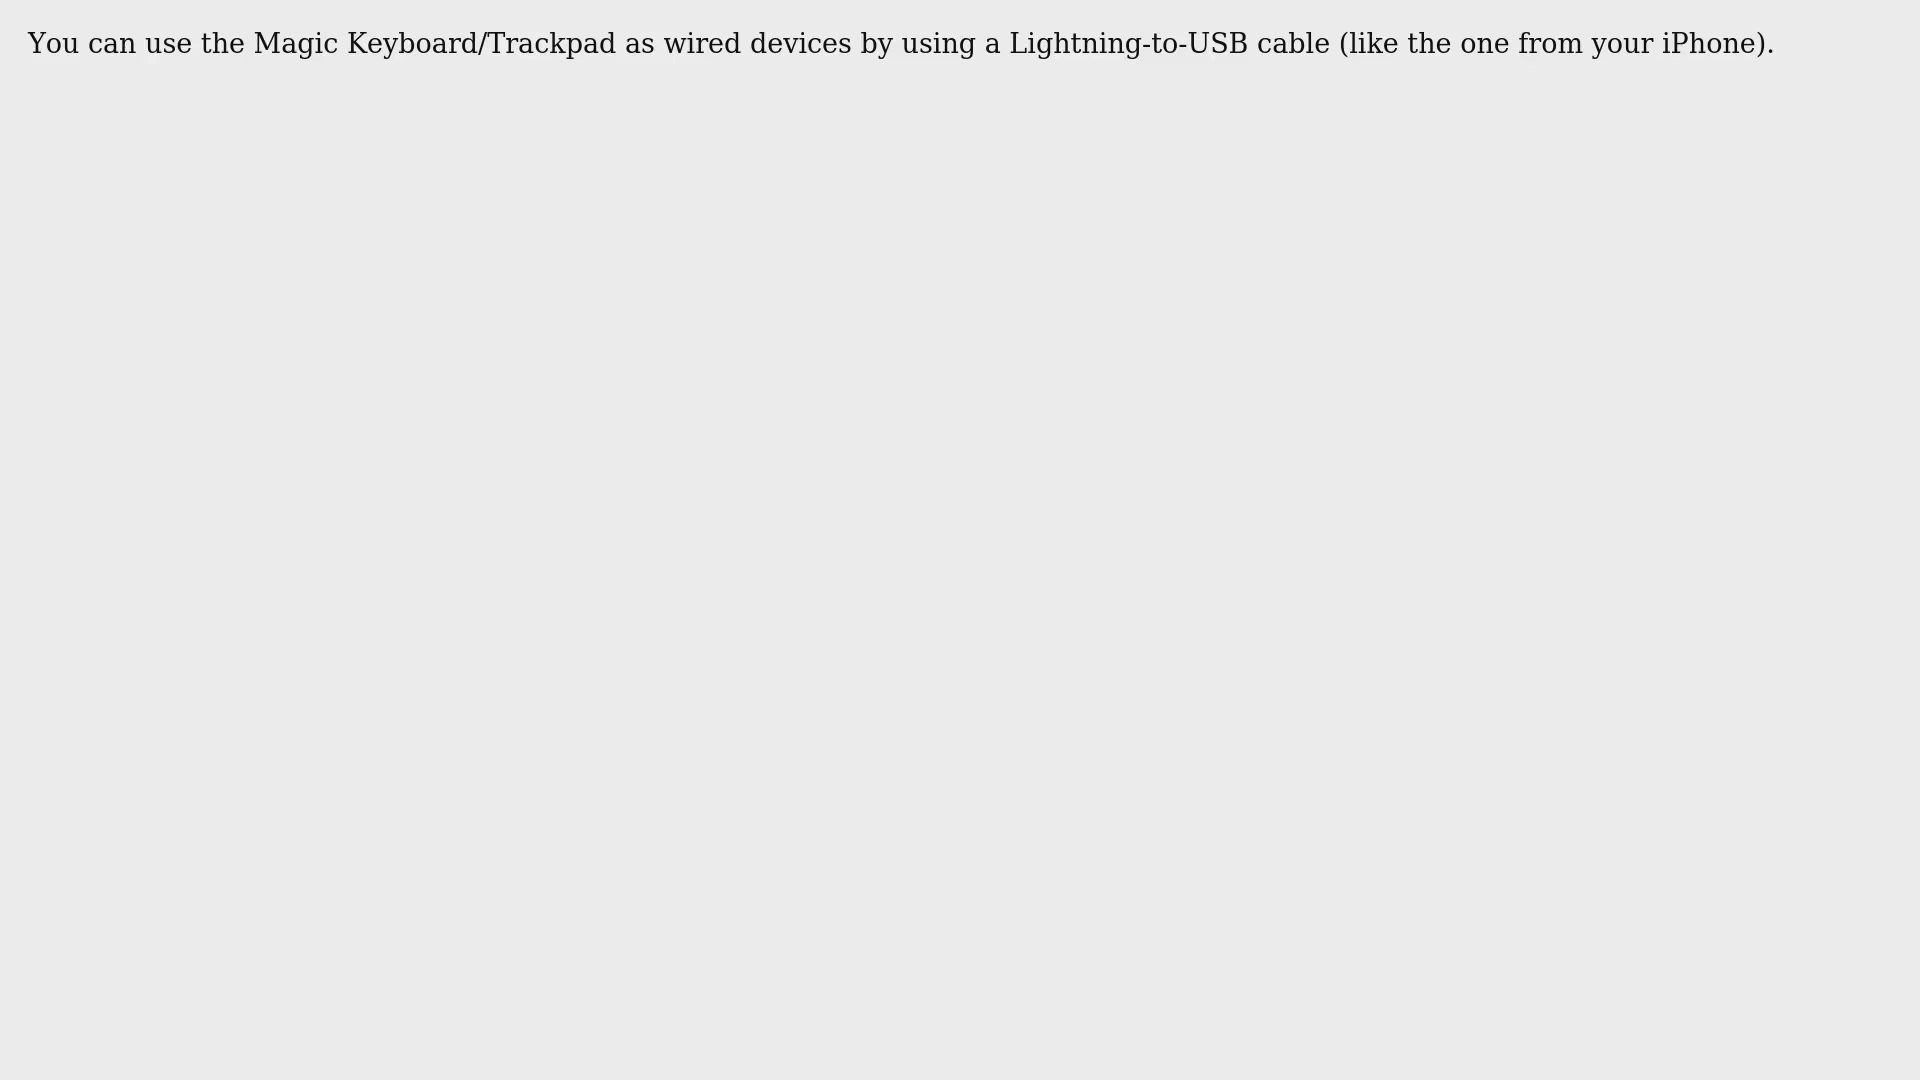 You can use the Magic Keyboard/Trackpad as wired devices by using a Lightning-to-USB cable (like the one from your iPhone).